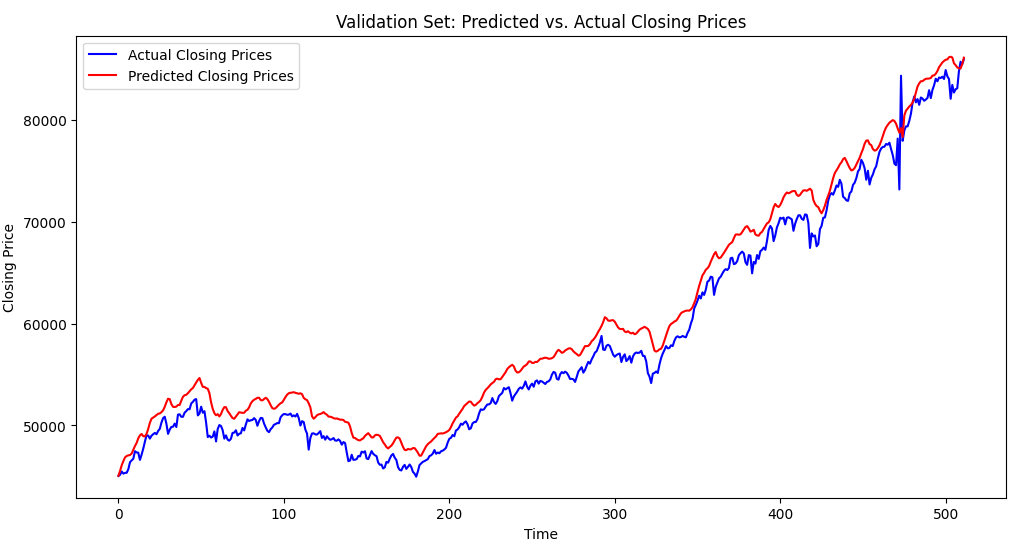 Validation Set: Predicted vs. Actual Closing Prices
Actual Closing Prices
Predicted Closing Prices
80000
70000
60000
50000
Closing Price
0 100 200 300 400 500
Time